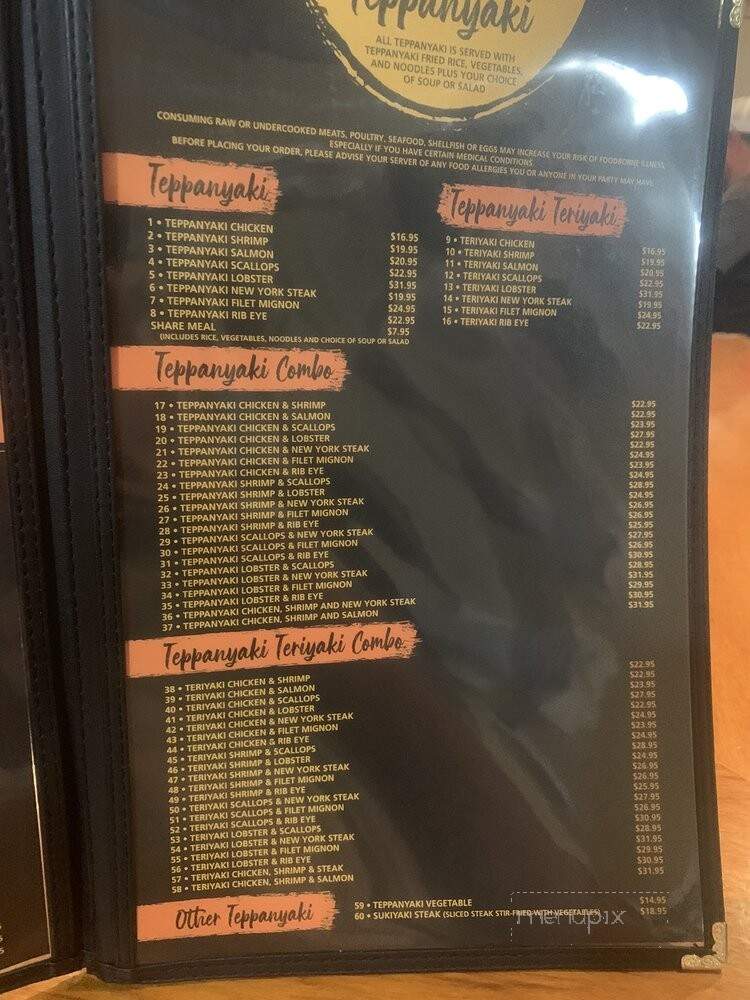 Teppanyaki
ALL TEPPANYAKI IS SERVED WITH
TEPPANYAKI FRIED RICE, VEGETABLES,
AND NOODLES PLUS YOUR CHOICE
OF SOUP OR SALAD
CONSUMING RAW OR UNDERCOOKED MEATS, POULTRY, SEAFOOD, SHELLFISH OR EGGS MAY INCREASE YOUR RISK OF FOODBORNE ILLNESS,
ESPECIALLY IF YOU HAVE CERTAIN MEDICAL CONDITIONS.
BEFORE PLACING YOUR ORDER, PLEASE ADVISE YOUR SERVER OF ANY FOOD ALLERGIES YOU OR ANYONE IN YOUR PARTY MAY HAVE
Teppanyaki
1 • TEPPANYAKI CHICKEN $16.95
2 • TEPPANYAKI SHRIMP $19.95
3 • TEPPANYAKI SALMON $20.95
4 • TEPPANYAKI SCALLOPS $22.95
5 • TEPPANYAKI LOBSTER $31.95
6 • TEPPANYAKI NEW YORK STEAK $19.95
7 • TEPPANYAKI FILET MIGNON $24.95
8 • TEPPANYAKI RIB EYE $22.95
SHARE MEAL $7.95
(INCLUDES RICE, VEGETABLES, NOODLES AND CHOICE OF SOUP OR SALAD
Teppanyaki Teriyaki
9 • TERIYAKI CHICKEN $16.95
10 • TERIYAKI SHRIMP $19.95
11 • TERIYAKI SALMON $20.95
12 • TERIYAKI SCALLOPS $22.95
13 • TERIYAKI LOBSTER $31.95
14 • TERIYAKI NEW YORK STEAK $19.95
15 • TERIYAKI FILET MIGNON $24.95
16 • TERIYAKI RIB EYE $22.95
Teppanyaki Combo
17 • TEPPANYAKI CHICKEN & SHRIMP $22.95
18 • TEPPANYAKI CHICKEN & SALMON $22.95
19 • TEPPANYAKI CHICKEN & SCALLOPS $23.95
20 • TEPPANYAKI CHICKEN & LOBSTER $27.95
21 • TEPPANYAKI CHICKEN & NEW YORK STEAK $22.95
22 • TEPPANYAKI CHICKEN & FILET MIGNON $24.95
23 • TEPPANYAKI CHICKEN & RIB EYE $23.95
24 • TEPPANYAKI SHRIMP & SCALLOPS $24.95
25 • TEPPANYAKI SHRIMP & LOBSTER $28.95
26 • TEPPANYAKI SHRIMP & NEW YORK STEAK $24.95
27 • TEPPANYAKI SHRIMP & FILET MIGNON $26.95
28 • TEPPANYAKI SHRIMP & RIB EYE $26.95
29 • TEPPANYAKI SCALLOPS & NEW YORK STEAK $25.95
30 • TEPPANYAKI SCALLOPS & FILET MIGNON $27.95
31 • TEPPANYAKI SCALLOPS & RIB EYE $26.95
32 • TEPPANYAKI LOBSTER & SCALLOPS $30.95
33 • TEPPANYAKI LOBSTER & NEW YORK STEAK $28.95
34 • TEPPANYAKI LOBSTER & FILET MIGNON $31.95
35 • TEPPANYAKI LOBSTER & RIB EYE $29.95
36 • TEPPANYAKI CHICKEN, SHRIMP AND NEW YORK STEAK $30.95
37 • TEPPANYAKI CHICKEN, SHRIMP AND SALMON $31.95
Teppanyaki Teriyaki Combo
38 • TERIYAKI CHICKEN & SHRIMP $22.95
39 • TERIYAKI CHICKEN & SALMON $22.95
40 • TERIYAKI CHICKEN & SCALLOPS $23.95
41 • TERIYAKI CHICKEN & LOBSTER $27.95
42 • TERIYAKI CHICKEN & NEW YORK STEAK $22.95
43 • TERIYAKI CHICKEN & FILET MIGNON $24.95
44 • TERIYAKI CHICKEN & RIB EYE $23.95
45 • TERIYAKI SHRIMP & SCALLOPS $24.95
46 • TERIYAKI SHRIMP & LOBSTER $28.95
47 • TERIYAKI SHRIMP & NEW YORK STEAK $24.95
48 • TERIYAKI SHRIMP & FILET MIGNON $26.95
49 • TERIYAKI SHRIMP & RIB EYE $26.95
50 • TERIYAKI SCALLOPS & NEW YORK STEAK $25.95
51 • TERIYAKI SCALLOPS & FILET MIGNON $27.95
52 • TERIYAKI SCALLOPS & RIB EYE $26.95
53 • TERIYAKI LOBSTER & SCALLOPS $30.95
54 • TERIYAKI LOBSTER & NEW YORK STEAK $28.95
55 • TERIYAKI LOBSTER & FILET MIGNON $31.95
56 • TERIYAKI LOBSTER & RIB EYE $29.95
57 • TERIYAKI CHICKEN, SHRIMP & STEAK $30.95
58 • TERIYAKI CHICKEN, SHRIMP & SALMON $31.95
Other Teppanyaki
59 • TEPPANYAKI VEGETABLE $14.95
60 • SUKIYAKI STEAK (SLICED STEAK STIR-FRIED WITH VEGETABLES) $18.95
menupix